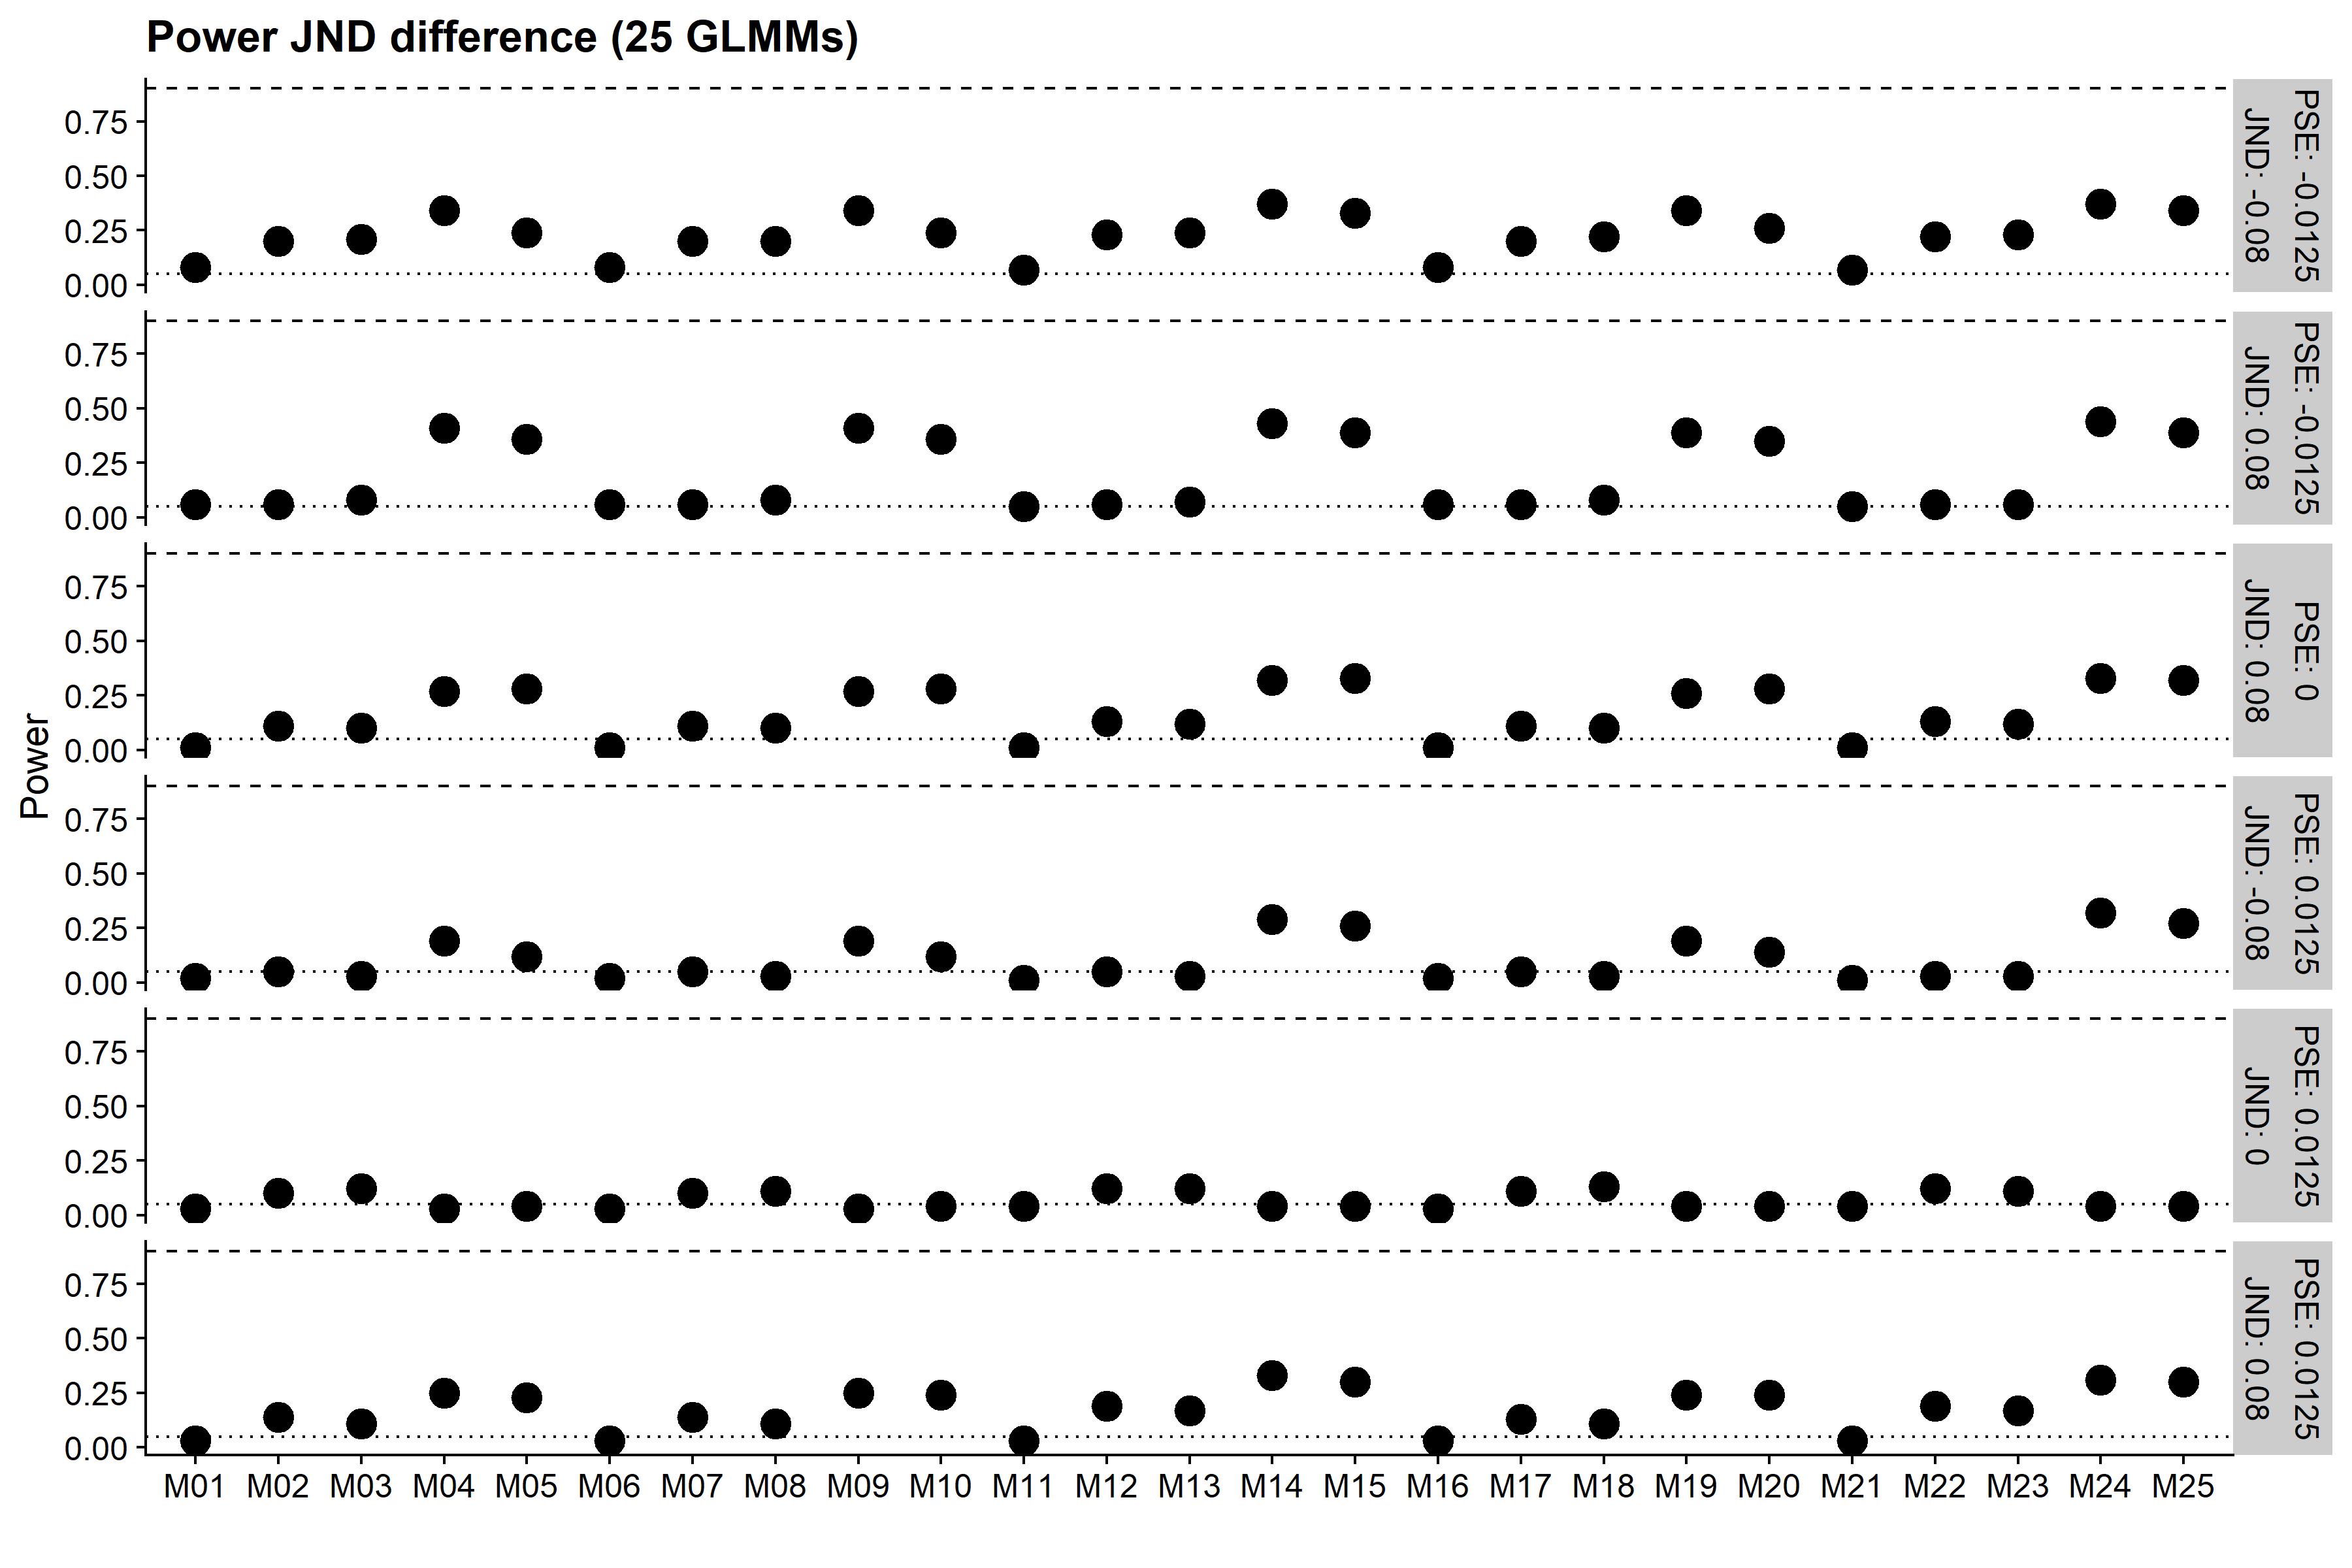 Power JND difference (25 GLMMs)
Power
0.75
0.50
0.25
0.00
PSE: -0.0125
JND: -0.08
0.75
0.50
0.25
0.00
PSE: -0.0125
JND: 0.08
0.75
0.50
0.25
0.00
PSE: 0
JND: 0.08
0.75
0.50
0.25
0.00
PSE: 0.0125
JND: -0.08
0.75
0.50
0.25
0.00
PSE: 0.0125
JND: 0
0.75
0.50
0.25
0.00
PSE: 0.0125
JND: 0.08
M01 M02 M03 M04 M05 M06 M07 M08 M09 M10 M11 M12 M13 M14 M15 M16 M17 M18 M19 M20 M21 M22 M23 M24 M25